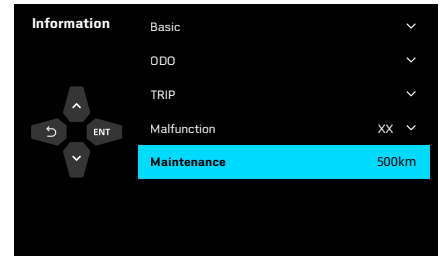 Information
Basic
ODO
TRIP
Malfunction XX
ENT
Maintenance 500km